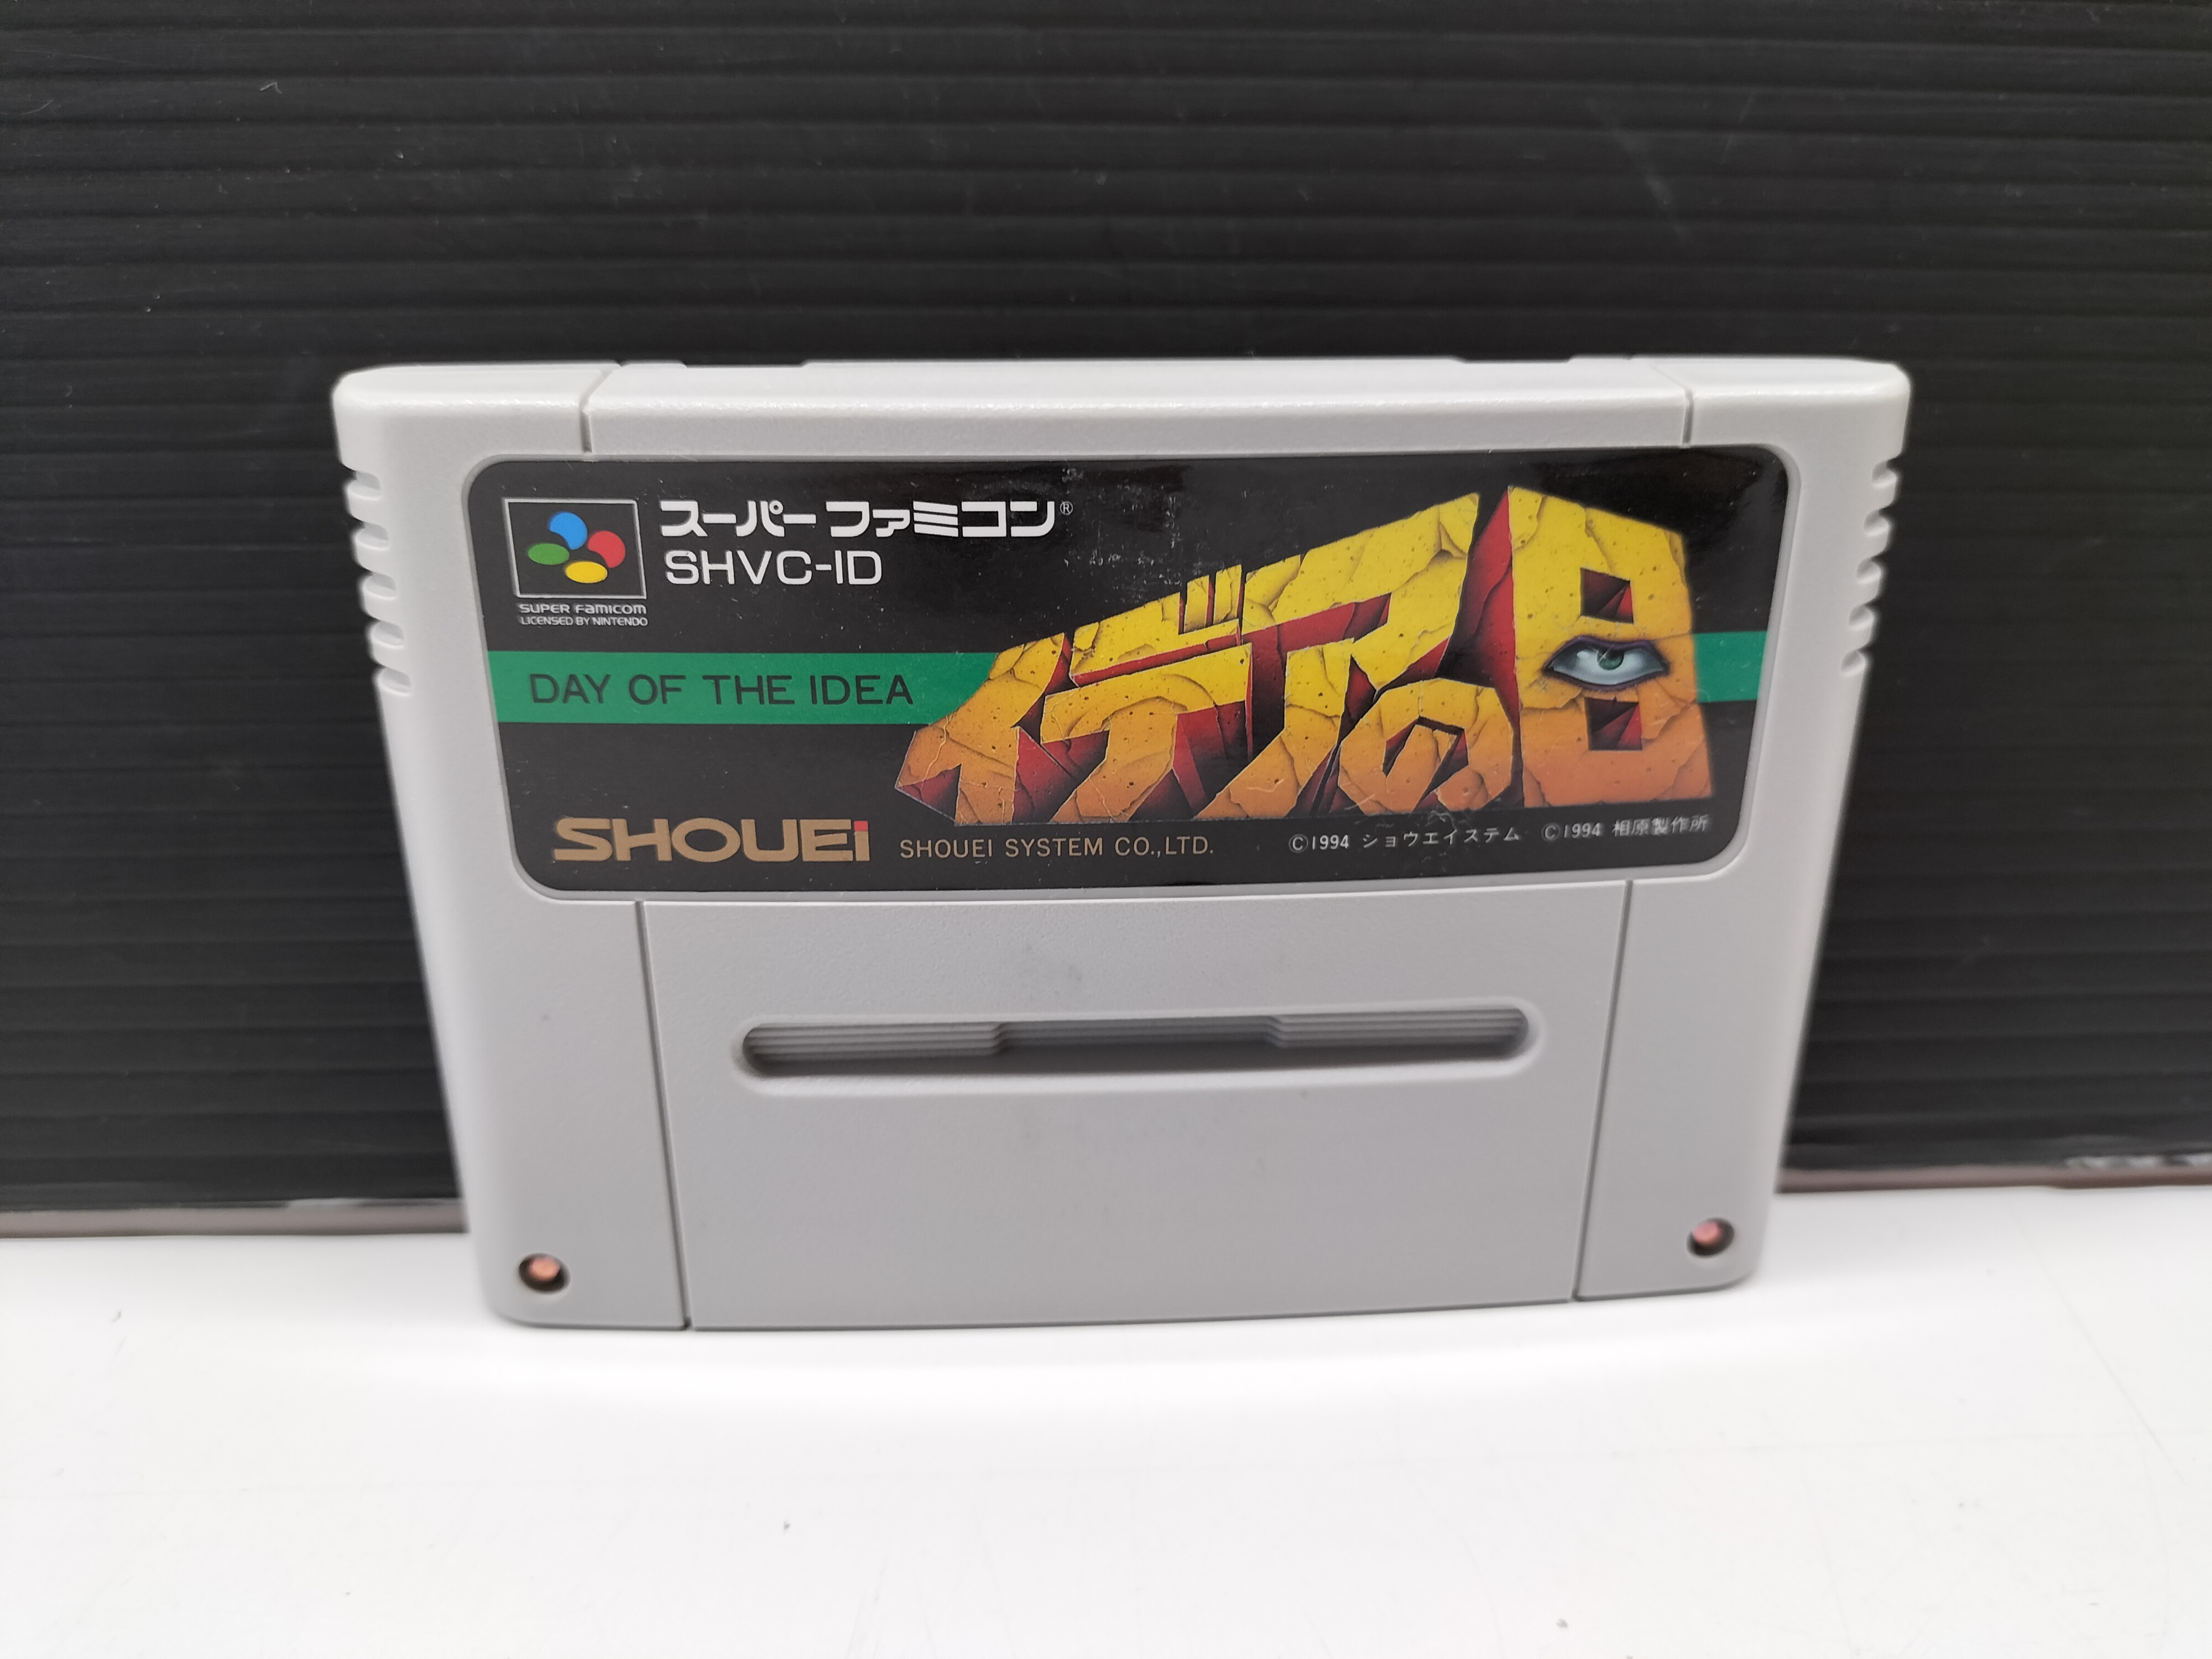 スーパーファミコン®
SHVC-ID
SUPER FAMICOM
LICENSED BY NINTENDO
DAY OF THE IDEA
イデアの日
SHOUEi
SHOUEI SYSTEM CO.,LTD.
©1994 ショウエイステム ©1994 相原製作所